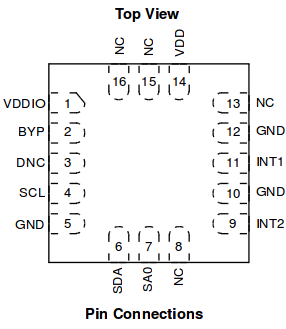 Top View
NC NC VDD
16 15 14
VDDIO 1 13 NC
BYP 2 12 GND
DNC 3 11 INT1
SCL 4 10 GND
GND 5 9 INT2
6 7 8
SDA SA0 NC
Pin Connections